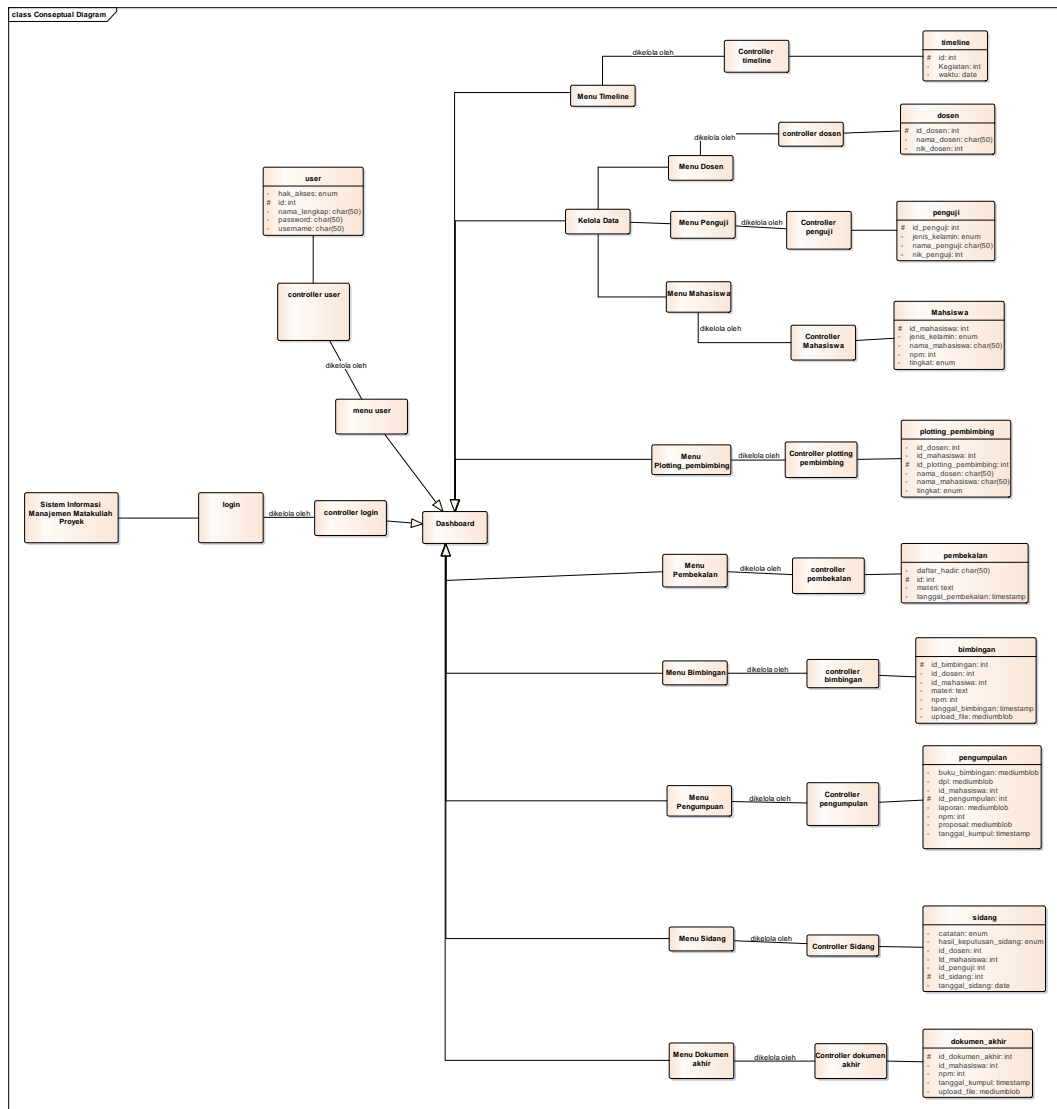 class Conseptual Diagram
timeline
# id: int
- Kegiatan: int
- waktu: date
Controller
timeline
dikelola oleh
Menu Timeline
dosen
# id_dosen: int
- nama_dosen: char(50)
- nik_dosen: int
controller dosen
dikelola oleh
Menu Dosen
user
- hak_akses: enum
# id: int
- nama_lengkap: char(50)
- password: char(50)
- username: char(50)
Kelola Data
Menu Penguji
dikelola oleh
Controller
penguji
penguji
# id_penguji: int
- jenis_kelamin: enum
- nama_penguji: char(50)
- nik_penguji: int
controller user
Menu Mahasiswa
dikelola oleh
Controller
Mahasiswa
Mahsiswa
# id_mahasiswa: int
- jenis_kelamin: enum
- nama_mahasiswa: char(50)
- npm: int
- tingkat: enum
dikelola oleh
menu user
Menu
Plotting_pembimbing
dikelola oleh
Controller plotting
pembimbing
plotting_pembimbing
- id_dosen: int
- id_mahasiswa: int
# id_plotting_pembimbing: int
- nama_dosen: char(50)
- nama_mahasiswa: char(50)
- tingkat: enum
Sistem Informasi
Manajemen Matakuliah
Proyek
login
dikelola oleh
controller login
Dashboard
Menu
Pembekalan
dikelola oleh
controller
pembekalan
pembekalan
- daftar_hadir: char(50)
# id: int
- materi: text
- tanggal_pembekalan: timestamp
Menu Bimbingan
dikelola oleh
controller
bimbingan
bimbingan
# id_bimbingan: int
- id_dosen: int
- id_mahasiwa: int
- materi: text
- npm: int
- tanggal_bimbingan: timestamp
- upload_file: mediumblob
Menu
Pengumpuan
dikelola oleh
Controller
pengumpulan
pengumpulan
- buku_bimbingan: mediumblob
- dpl: mediumblob
- id_mahasiswa: int
# id_pengumpulan: int
- laporan: mediumblob
- npm: int
- proposal: mediumblob
- tanggal_kumpul: timestamp
Menu Sidang
dikelola oleh
Controller Sidang
sidang
- catatan: enum
- hasil_keputusan_sidang: enum
- id_dosen: int
- Id_mahasiswa: int
- id_penguji: int
# id_sidang: int
- tanggal_sidang: date
Menu Dokumen
akhir
dikelola oleh
Controller dokumen
akhir
dokumen_akhir
# id_dokumen_akhir: int
- id_mahasiswa: int
- npm: int
- tanggal_kumpul: timestamp
- upload_file: mediumblob